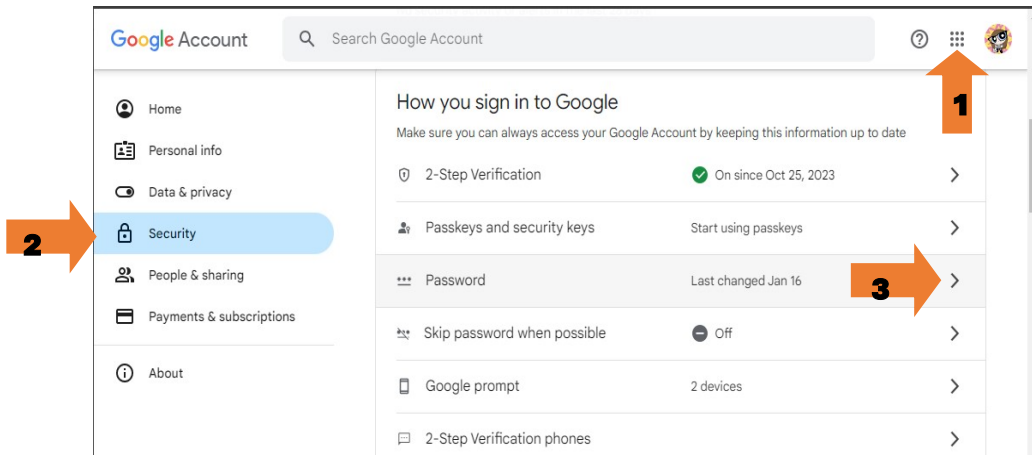 Google Account
Search Google Account
1
Home
Personal info
Data & privacy
2
Security
People & sharing
Payments & subscriptions
About
How you sign in to Google
Make sure you can always access your Google Account by keeping this information up to date
2-Step Verification On since Oct 25, 2023
Passkeys and security keys Start using passkeys
Password Last changed Jan 16
3
Skip password when possible Off
Google prompt 2 devices
2-Step Verification phones